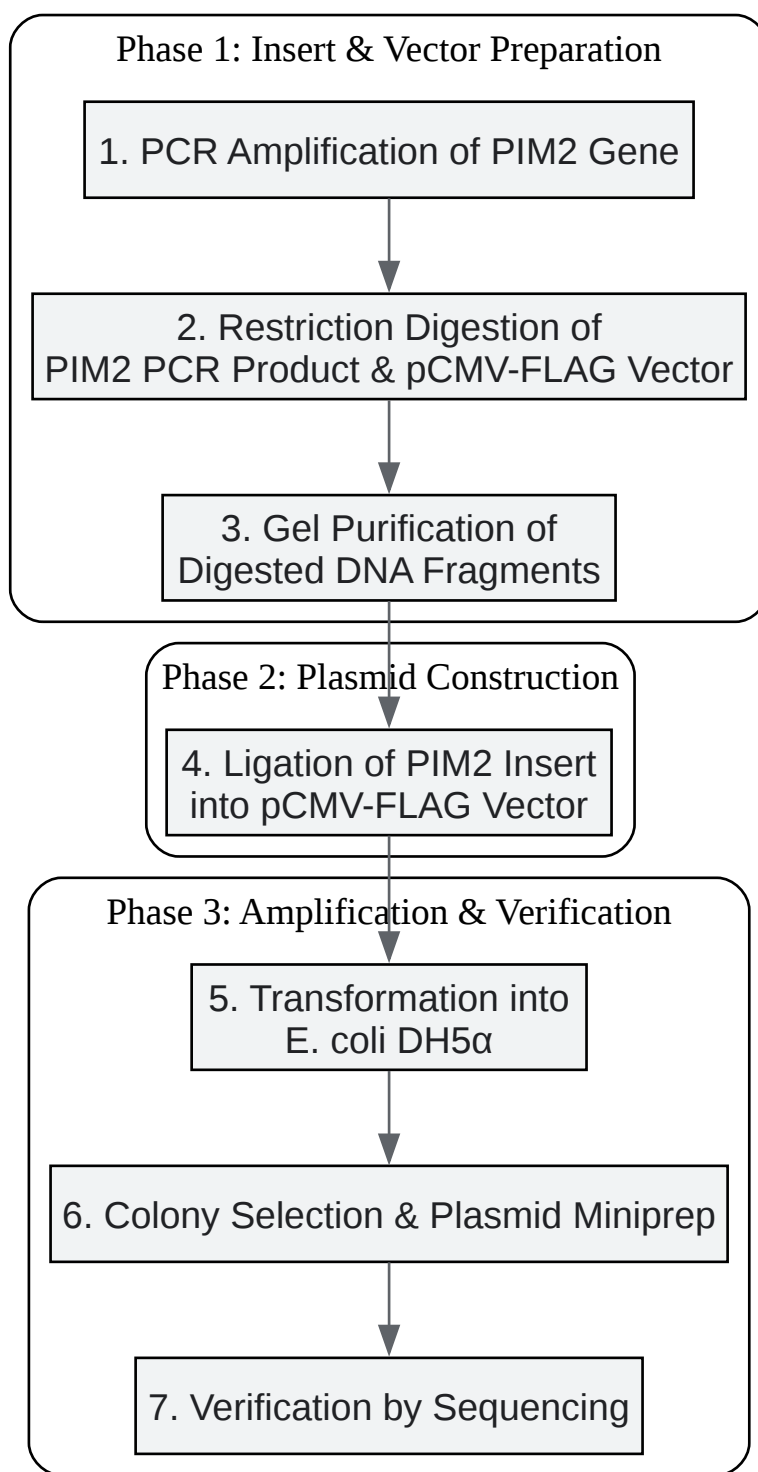 Phase 1: Insert & Vector Preparation
1. PCR Amplification of PIM2 Gene
2. Restriction Digestion of
PIM2 PCR Product & pCMV-FLAG Vector
3. Gel Purification of
Digested DNA Fragments
Phase 2: Plasmid Construction
4. Ligation of PIM2 Insert
into pCMV-FLAG Vector
Phase 3: Amplification & Verification
5. Transformation into
E. coli DH5α
6. Colony Selection & Plasmid Miniprep
7. Verification by Sequencing